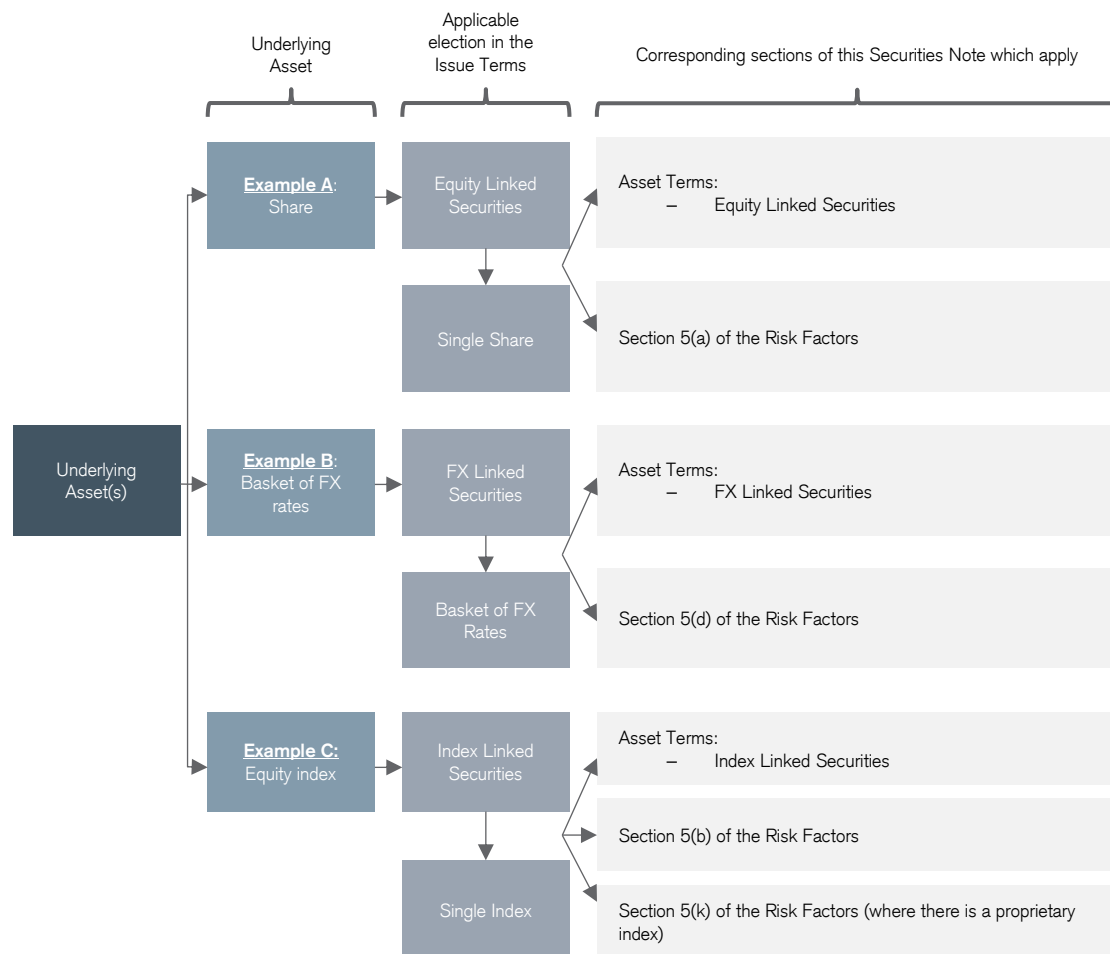 Underlying
Asset
Applicable
election in the
Issue Terms
Corresponding sections of this Securities Note which apply
Underlying
Asset(s)
Example A:
Share
Equity Linked
Securities
Single Share
Asset Terms:
– Equity Linked Securities
Section 5(a) of the Risk Factors
Example B:
Basket of FX
rates
FX Linked
Securities
Basket of FX
Rates
Asset Terms:
– FX Linked Securities
Section 5(d) of the Risk Factors
Example C:
Equity index
Index Linked
Securities
Single Index
Asset Terms:
– Index Linked Securities
Section 5(b) of the Risk Factors
Section 5(k) of the Risk Factors (where there is a proprietary
index)